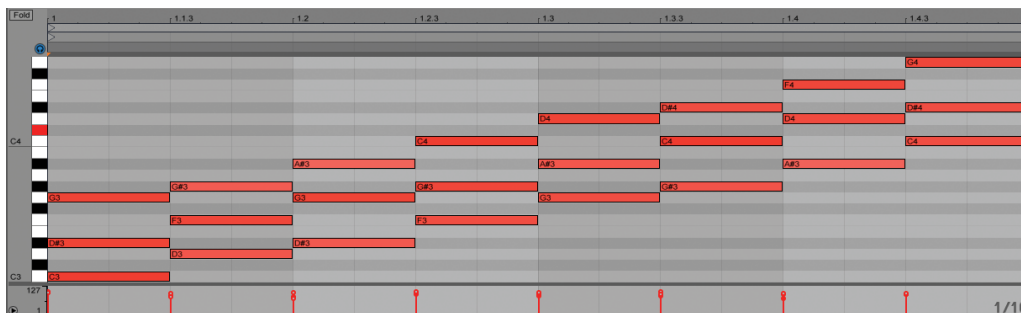 Fold 1 1.1.3 1.2 1.2.3 1.3 1.3.3 1.4 1.4.3
G4
F4
D#4 D#4
D4 D4
C4 C4 C4 C4
A#3 A#3 A#3
G#3 G#3 G#3
G3 G3 G3
F3 F3
D#3 D#3
D3
C3 C3
127
1